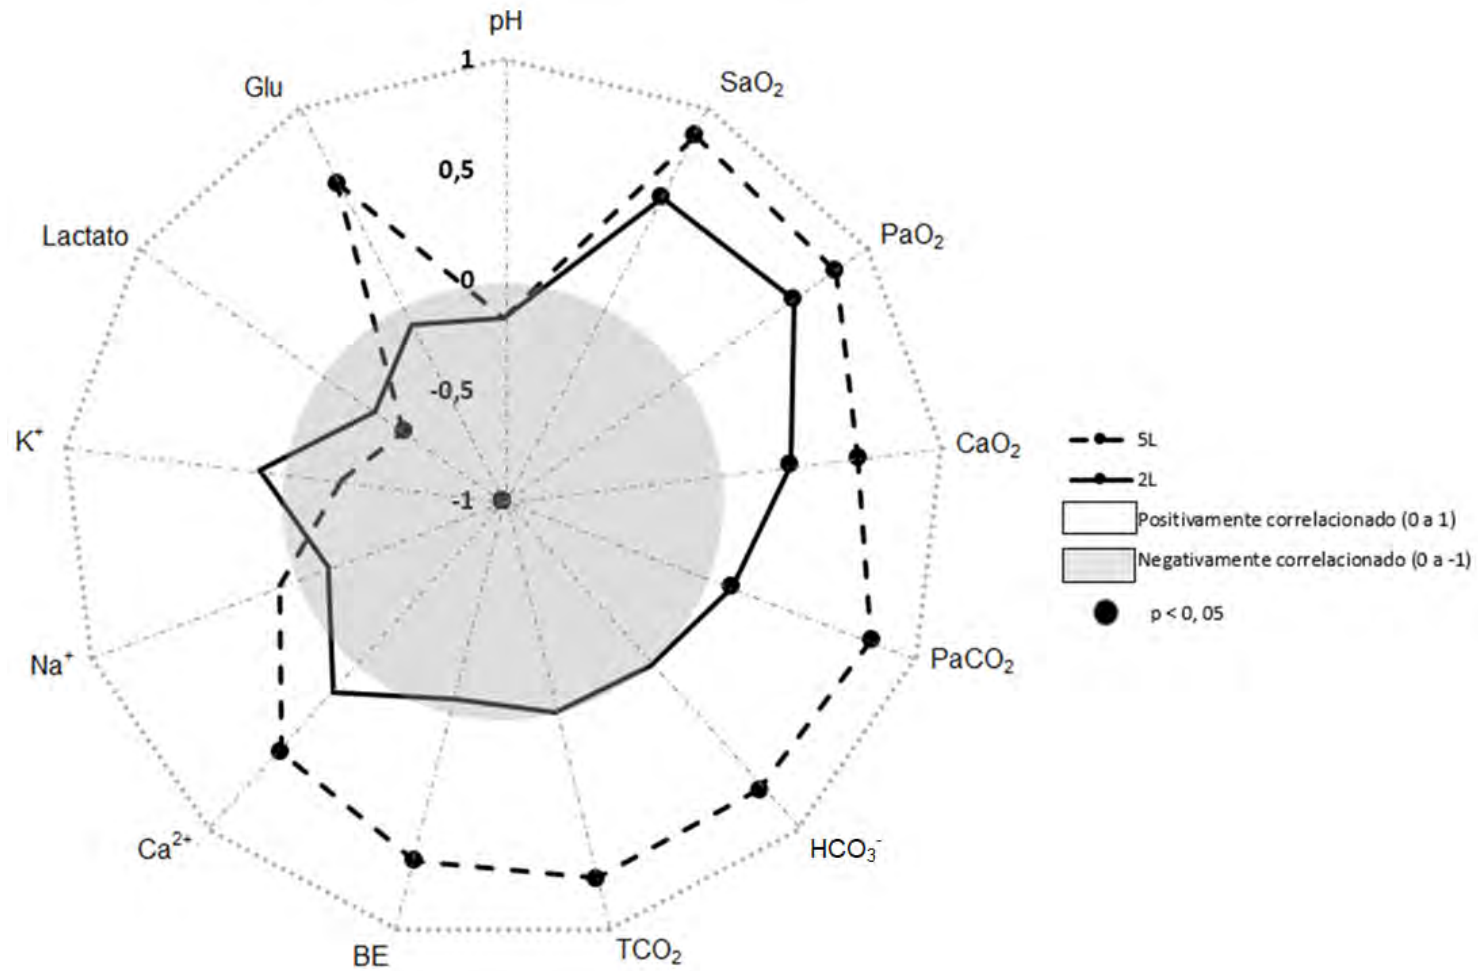 pH
1
SaO₂
Glu
0,5
PaO₂
Lactato
0
-0,5
K⁺
CaO₂
5L
2L
-1
Positivamente correlacionado (0 a 1)
Negativamente correlacionado (0 a -1)
p < 0, 05
Na⁺
PaCO₂
Ca²⁺
HCO₃⁻
BE
TCO₂